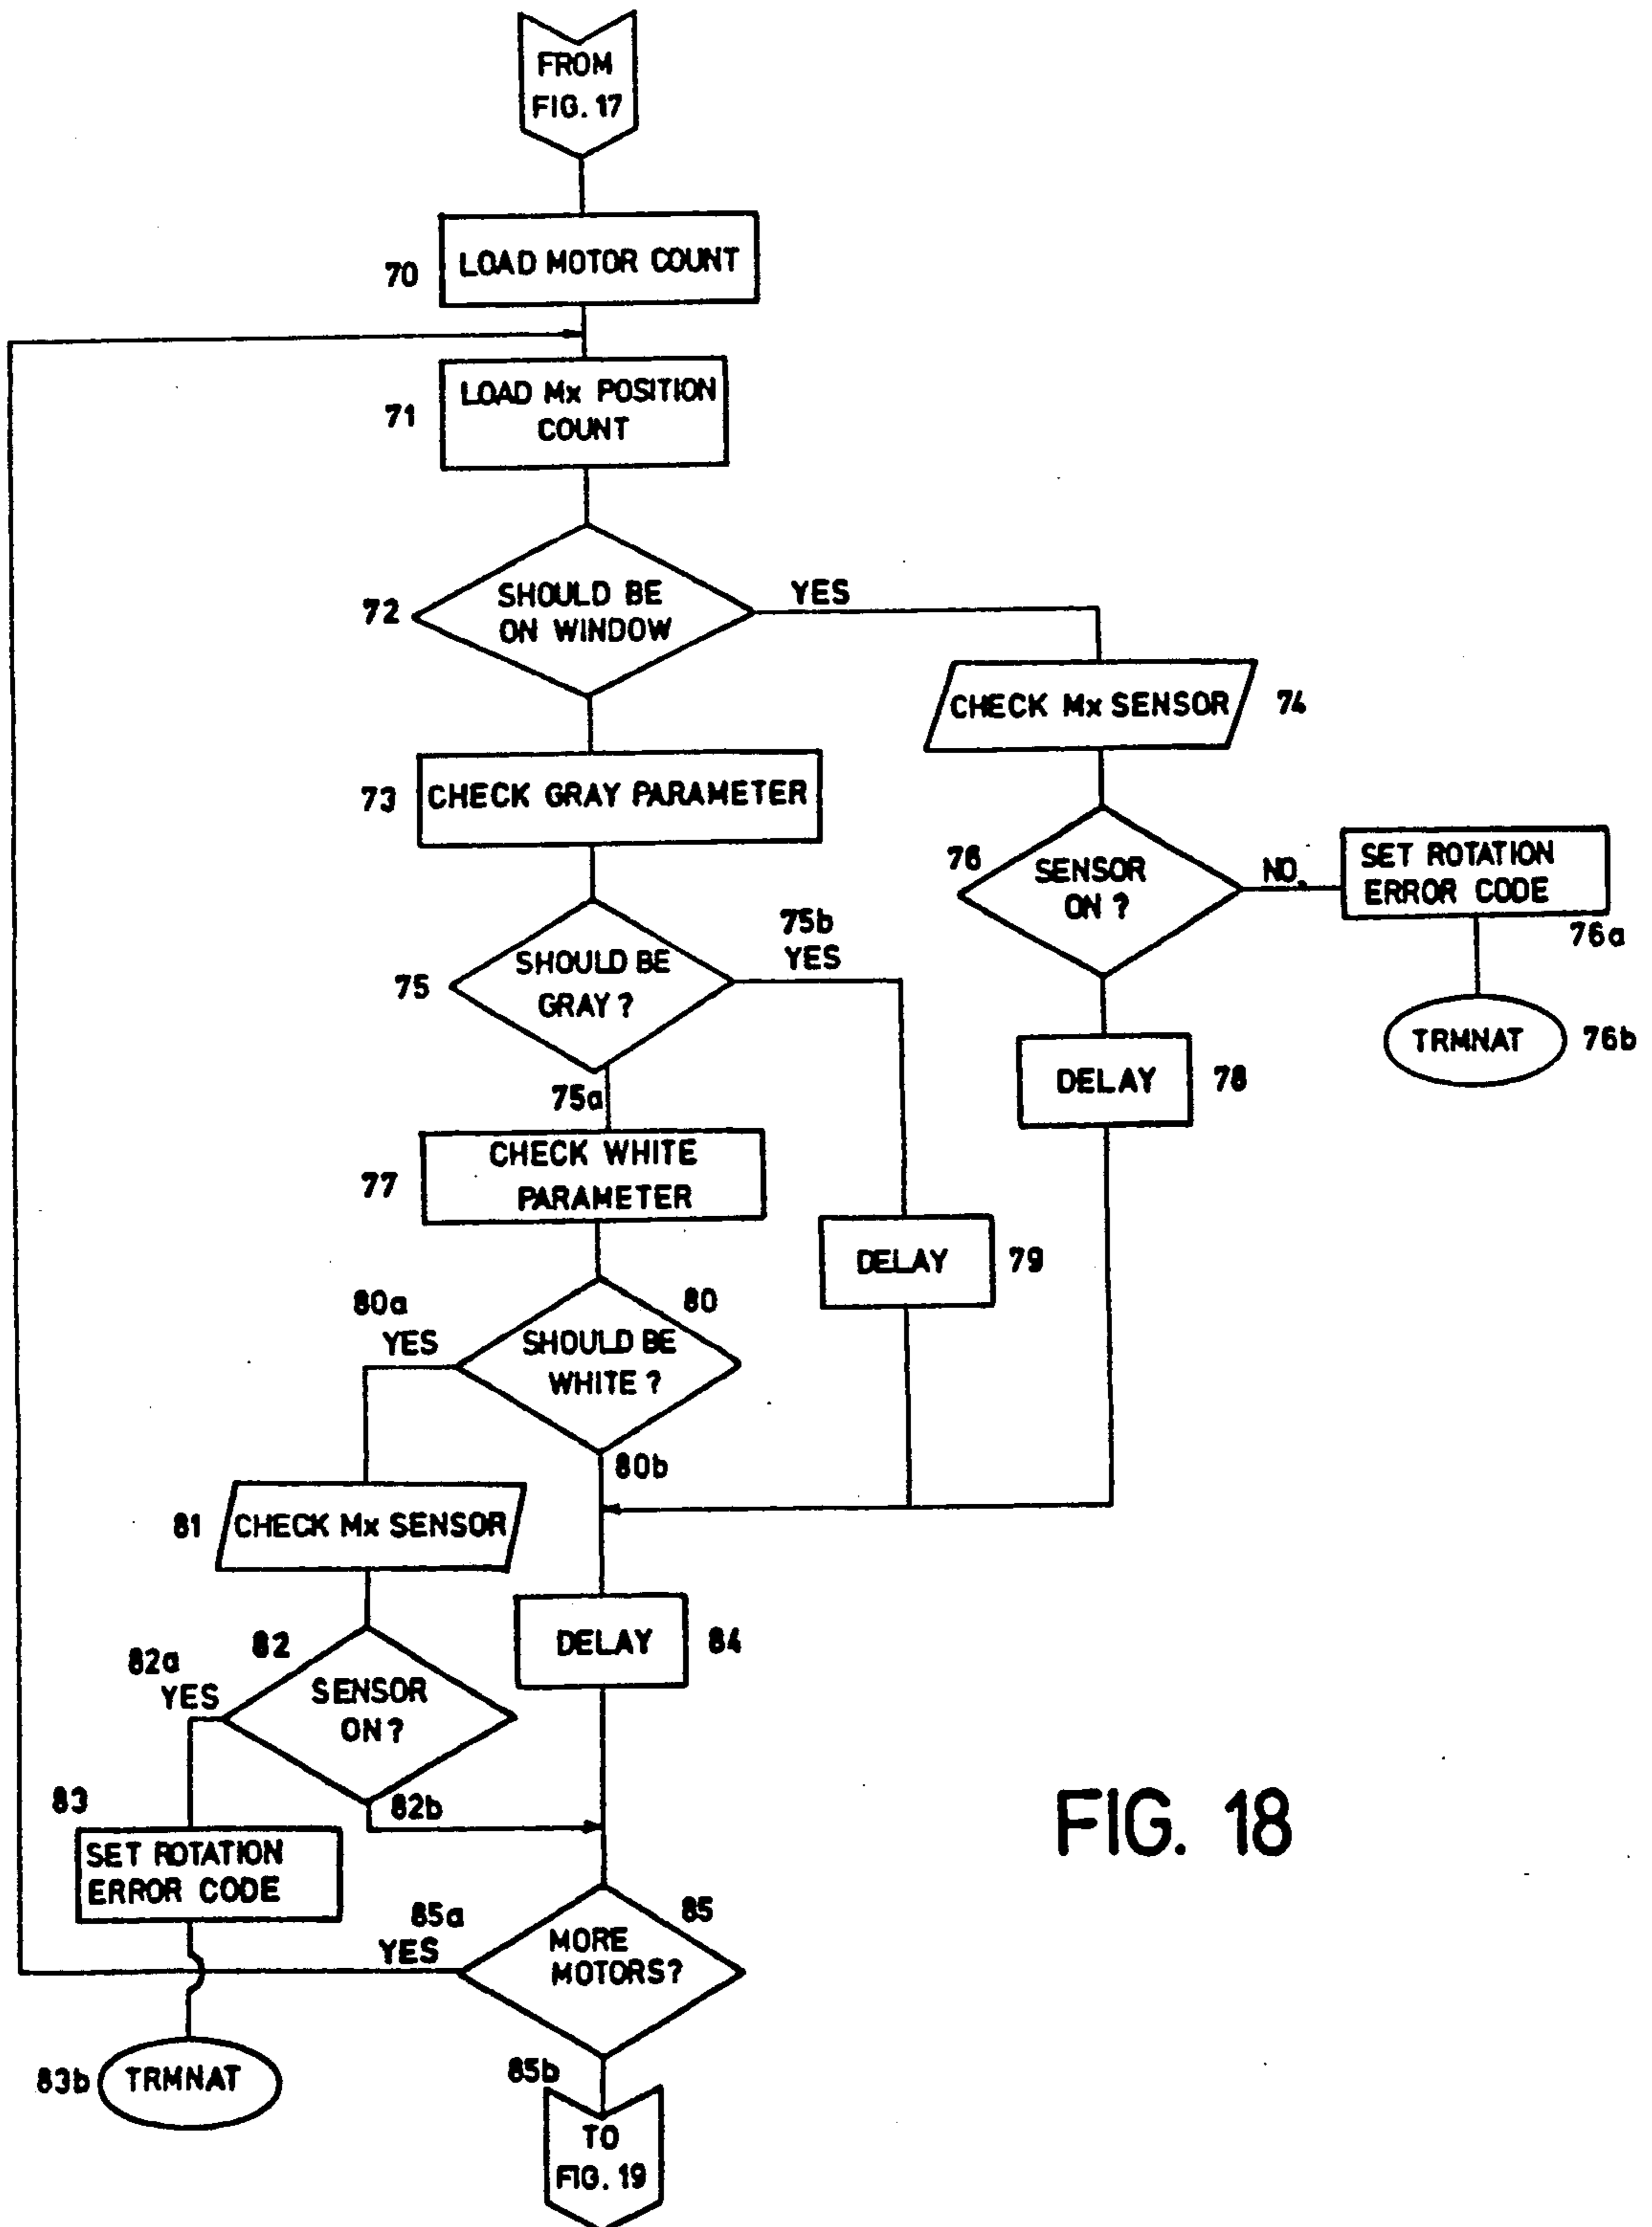 FROM
FIG. 17
70
LOAD MOTOR COUNT
71
LOAD Mx POSITION
COUNT
72
SHOULD BE
ON WINDOW
YES
CHECK Mx SENSOR
74
73
CHECK GRAY PARAMETER
76
SENSOR
ON ?
NO.
SET ROTATION
ERROR CODE
76a
TRMNAT
76b
75
SHOULD BE
GRAY ?
75b
YES
75a
DELAY
78
77
CHECK WHITE
PARAMETER
DELAY
79
80a
YES
80
SHOULD BE
WHITE ?
80b
81
CHECK Mx SENSOR
82a
YES
82
SENSOR
ON ?
82b
DELAY
84
83
SET ROTATION
ERROR CODE
83b
TRMNAT
85a
YES
85
MORE
MOTORS?
85b
TO
FIG. 19
FIG. 18